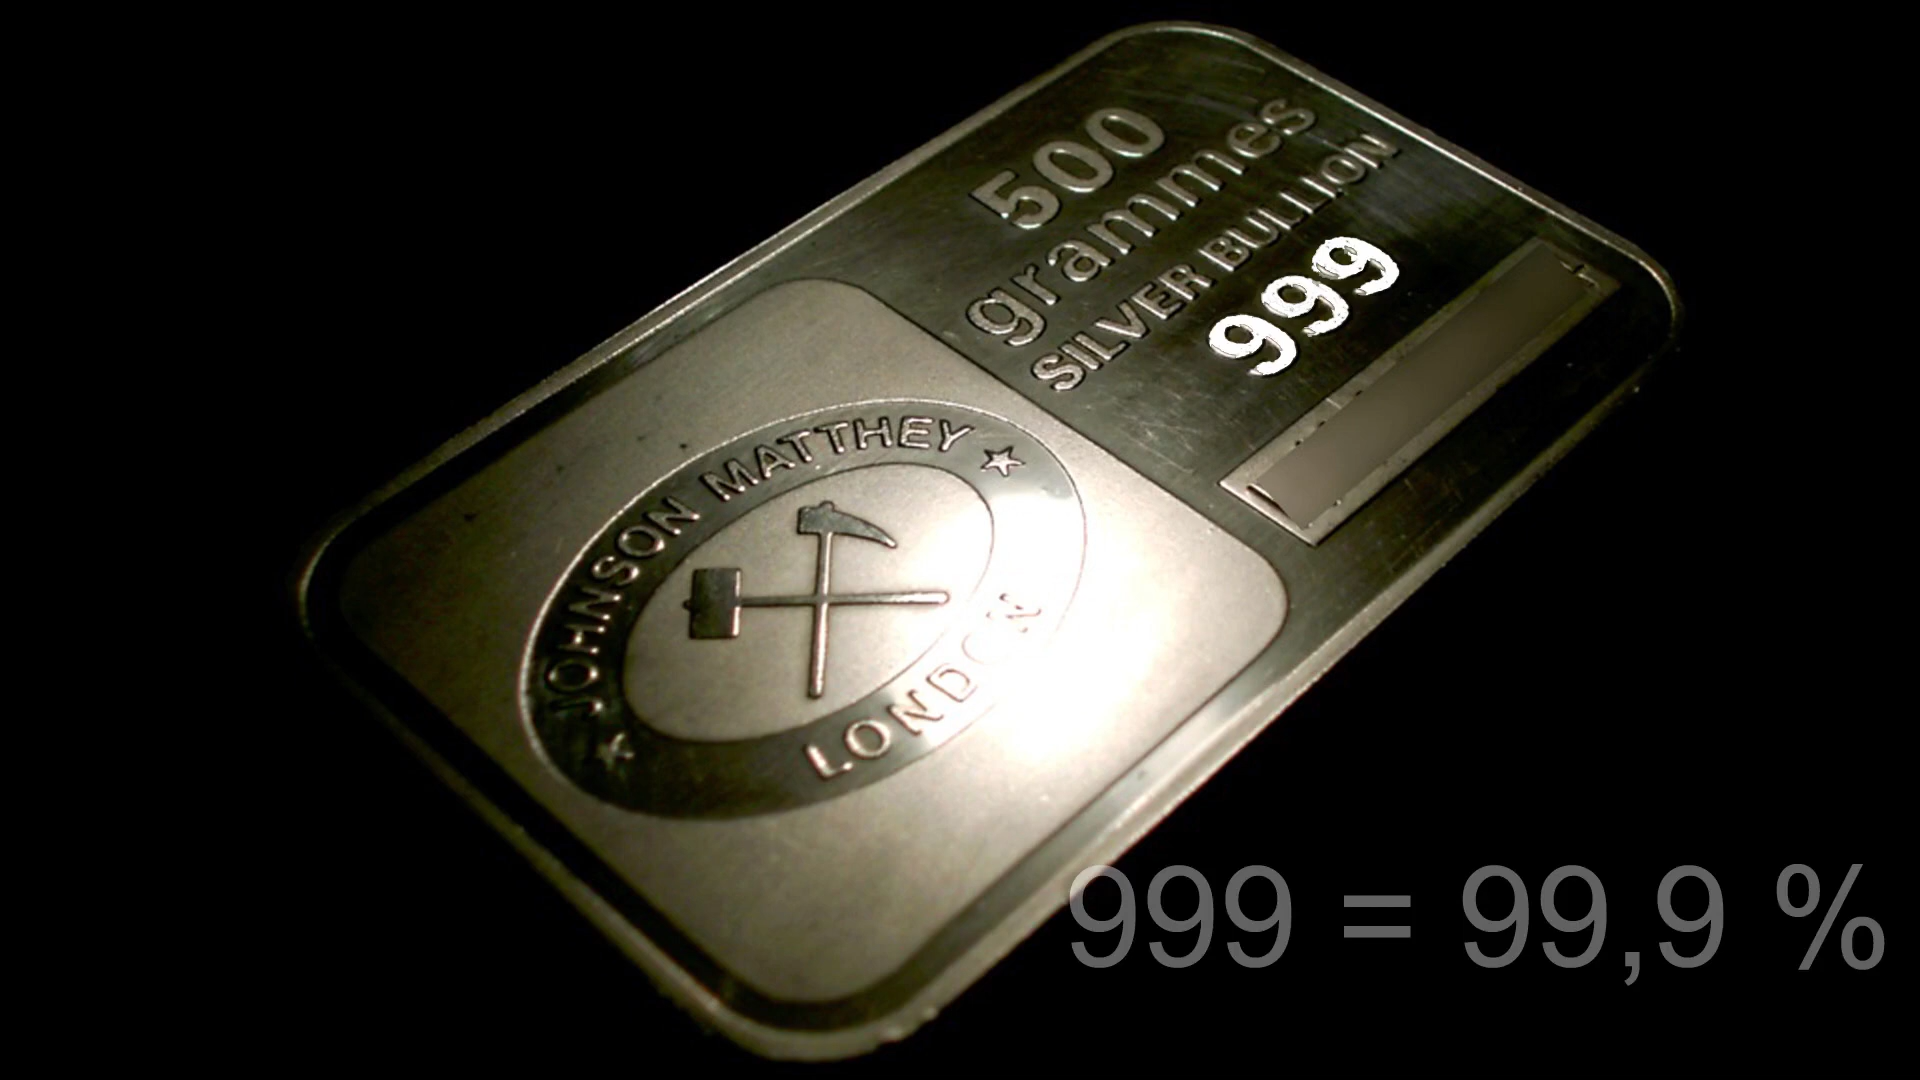 500
grammes
SILVER BULLION
999
JOHNSON MATTHEY
LONDON
999 = 99,9 %